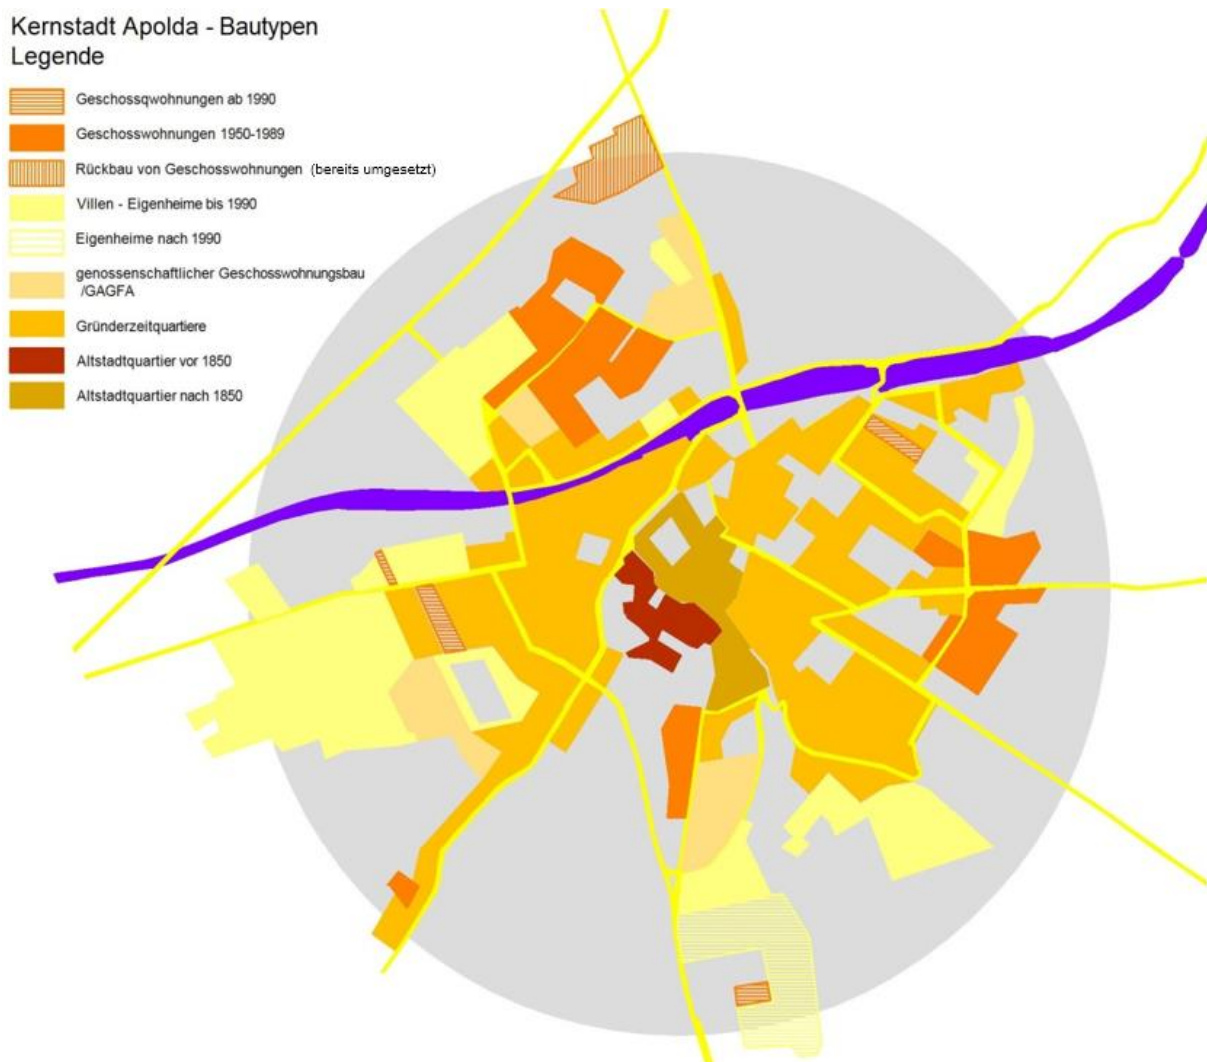 Kernstadt Apolda - Bautypen
Legende
Geschossqwohnungen ab 1990
Geschosswohnungen 1950-1989
Rückbau von Geschosswohnungen (bereits umgesetzt)
Villen - Eigenheime bis 1990
Eigenheime nach 1990
genossenschaftlicher Geschosswohnungsbau
/GAGFA
Gründerzeitquartiere
Altstadtquartier vor 1850
Altstadtquartier nach 1850